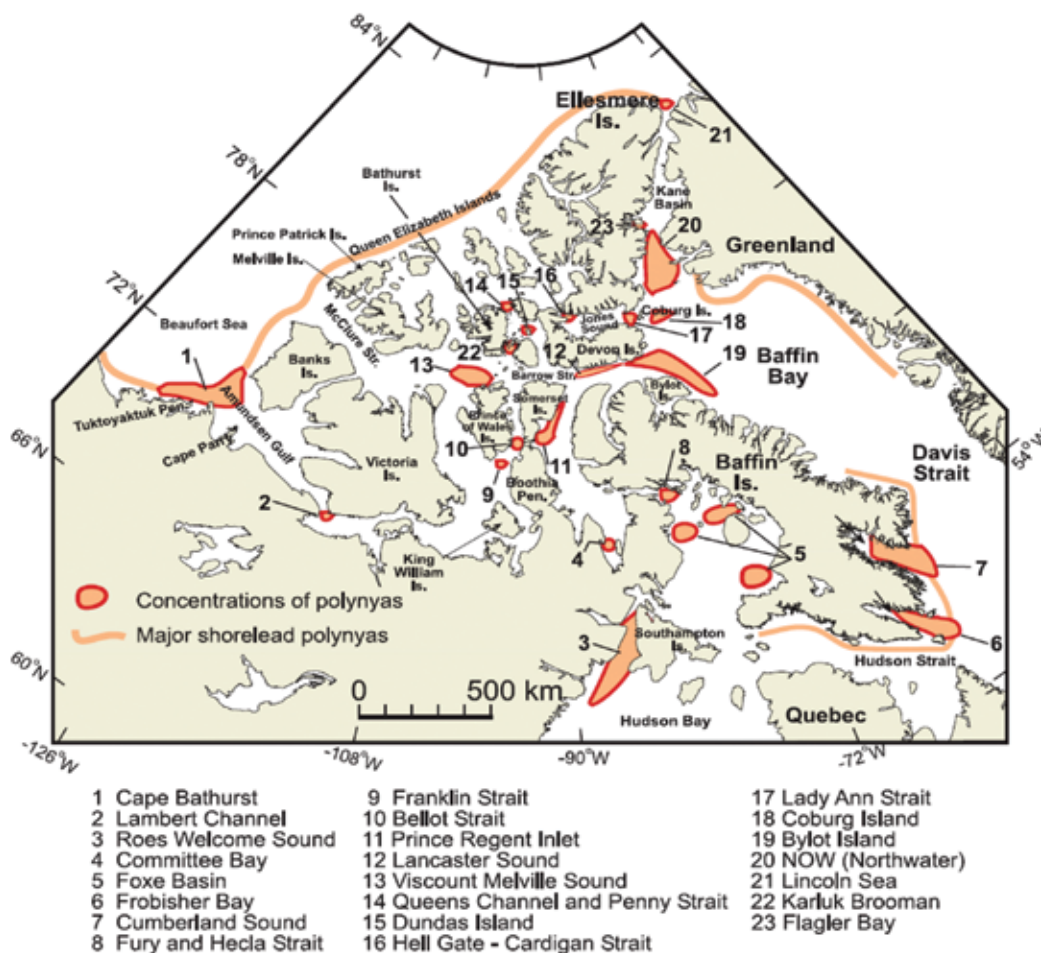 84°N
Ellesmere
Is.
21
78°N
Bathurst
Is.
Kane
Basin
Queen Elizabeth Islands
23
20
Prince Patrick Is.
Greenland
Melville Is.
72°N
14
15
16
Beaufort Sea
McClure Str.
Jones
Sound
Coburg Is.
18
17
1
Banks
Is.
22
12
Devon Is.
13
Barrow Str.
19
Baffin
Bay
Bylot
Is.
Tuktoyaktuk Pen.
Amundsen Gulf
Somerset
Is.
Prince
of Wales
Is.
66°N
Cape Parry
54°W
Davis
Strait
10
11
8
Baffin
Is.
Victoria
Is.
9
Boothia
Pen.
2
4
5
King
William
Is.
7
Concentrations of polynyas
Major shorelead polynyas
3
Southampton
Is.
6
60°N
Hudson Strait
0 500 km
Hudson Bay
Quebec
-126°W
-108°W
-90°W
-72°W
1 Cape Bathurst
2 Lambert Channel
3 Roes Welcome Sound
4 Committee Bay
5 Foxe Basin
6 Frobisher Bay
7 Cumberland Sound
8 Fury and Hecla Strait
9 Franklin Strait
10 Bellot Strait
11 Prince Regent Inlet
12 Lancaster Sound
13 Viscount Melville Sound
14 Queens Channel and Penny Strait
15 Dundas Island
16 Hell Gate - Cardigan Strait
17 Lady Ann Strait
18 Coburg Island
19 Bylot Island
20 NOW (Northwater)
21 Lincoln Sea
22 Karluk Brooman
23 Flagler Bay